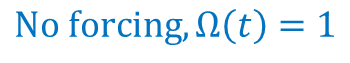 No forcing, Ω(t) = 1